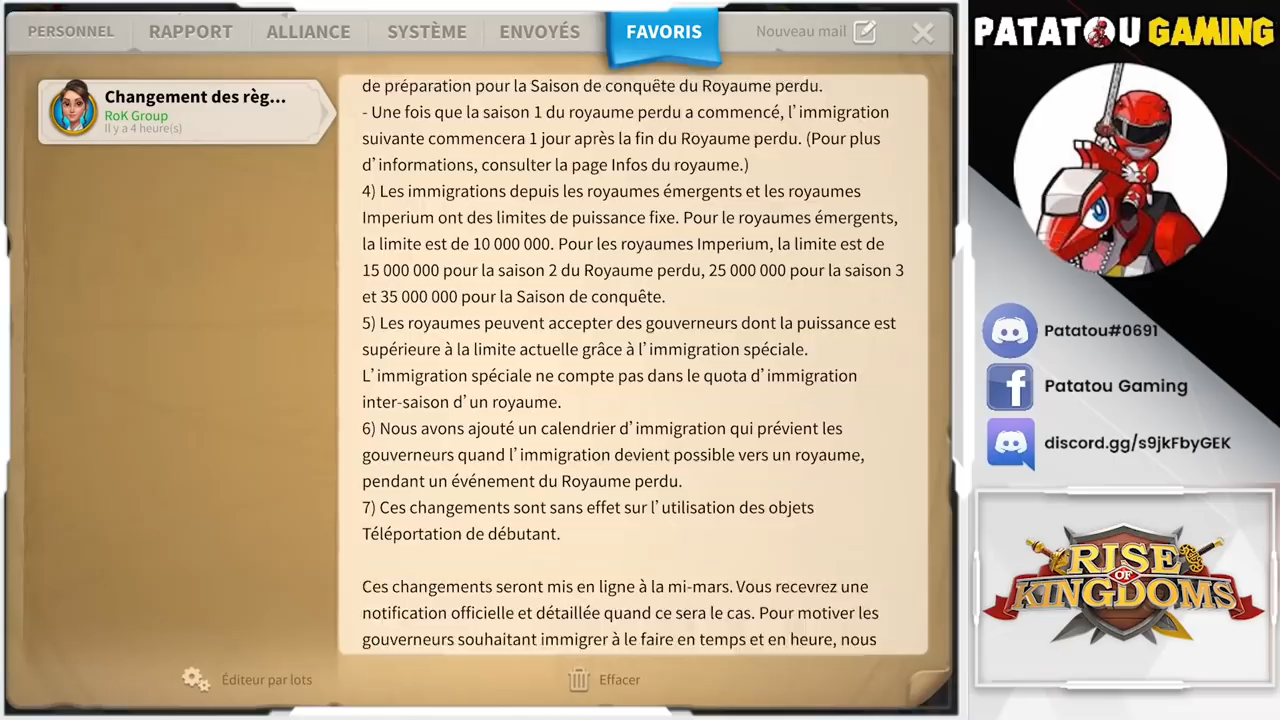 PERSONNEL
RAPPORT
ALLIANCE
SYSTÈME
ENVOYÉS
FAVORIS
Nouveau mail
Changement des règ...
RoK Group
Il y a 4 heure(s)
de préparation pour la Saison de conquête du Royaume perdu.
- Une fois que la saison 1 du royaume perdu a commencé, l'immigration
suivante commencera 1 jour après la fin du Royaume perdu. (Pour plus
d'informations, consulter la page Infos du royaume.)
4) Les immigrations depuis les royaumes émergents et les royaumes
Imperium ont des limites de puissance fixe. Pour le royaumes émergents,
la limite est de 10 000 000. Pour les royaumes Imperium, la limite est de
15 000 000 pour la saison 2 du Royaume perdu, 25 000 000 pour la saison 3
et 35 000 000 pour la Saison de conquête.
5) Les royaumes peuvent accepter des gouverneurs dont la puissance est
supérieure à la limite actuelle grâce à l'immigration spéciale.
L'immigration spéciale ne compte pas dans le quota d'immigration
inter-saison d'un royaume.
6) Nous avons ajouté un calendrier d'immigration qui prévient les
gouverneurs quand l'immigration devient possible vers un royaume,
pendant un événement du Royaume perdu.
7) Ces changements sont sans effet sur l'utilisation des objets
Téléportation de débutant.
Ces changements seront mis en ligne à la mi-mars. Vous recevrez une
notification officielle et détaillée quand ce sera le cas. Pour motiver les
gouverneurs souhaitant immigrer à le faire en temps et en heure, nous
Éditeur par lots
Effacer
PATATOU GAMING
Patatou#0691
Patatou Gaming
discord.gg/s9jkFbyGEK
RISE
OF
KINGDOMS